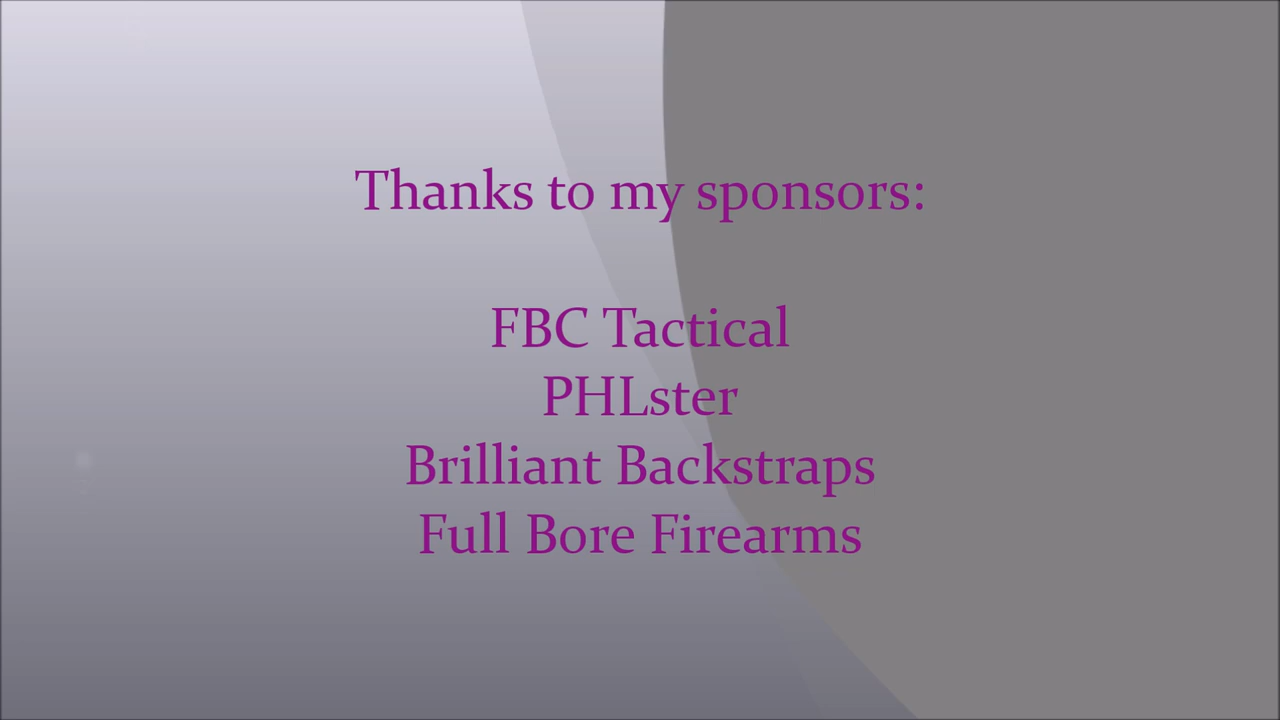 Thanks to my sponsors:
FBC Tactical
PHLster
Brilliant Backstraps
Full Bore Firearms